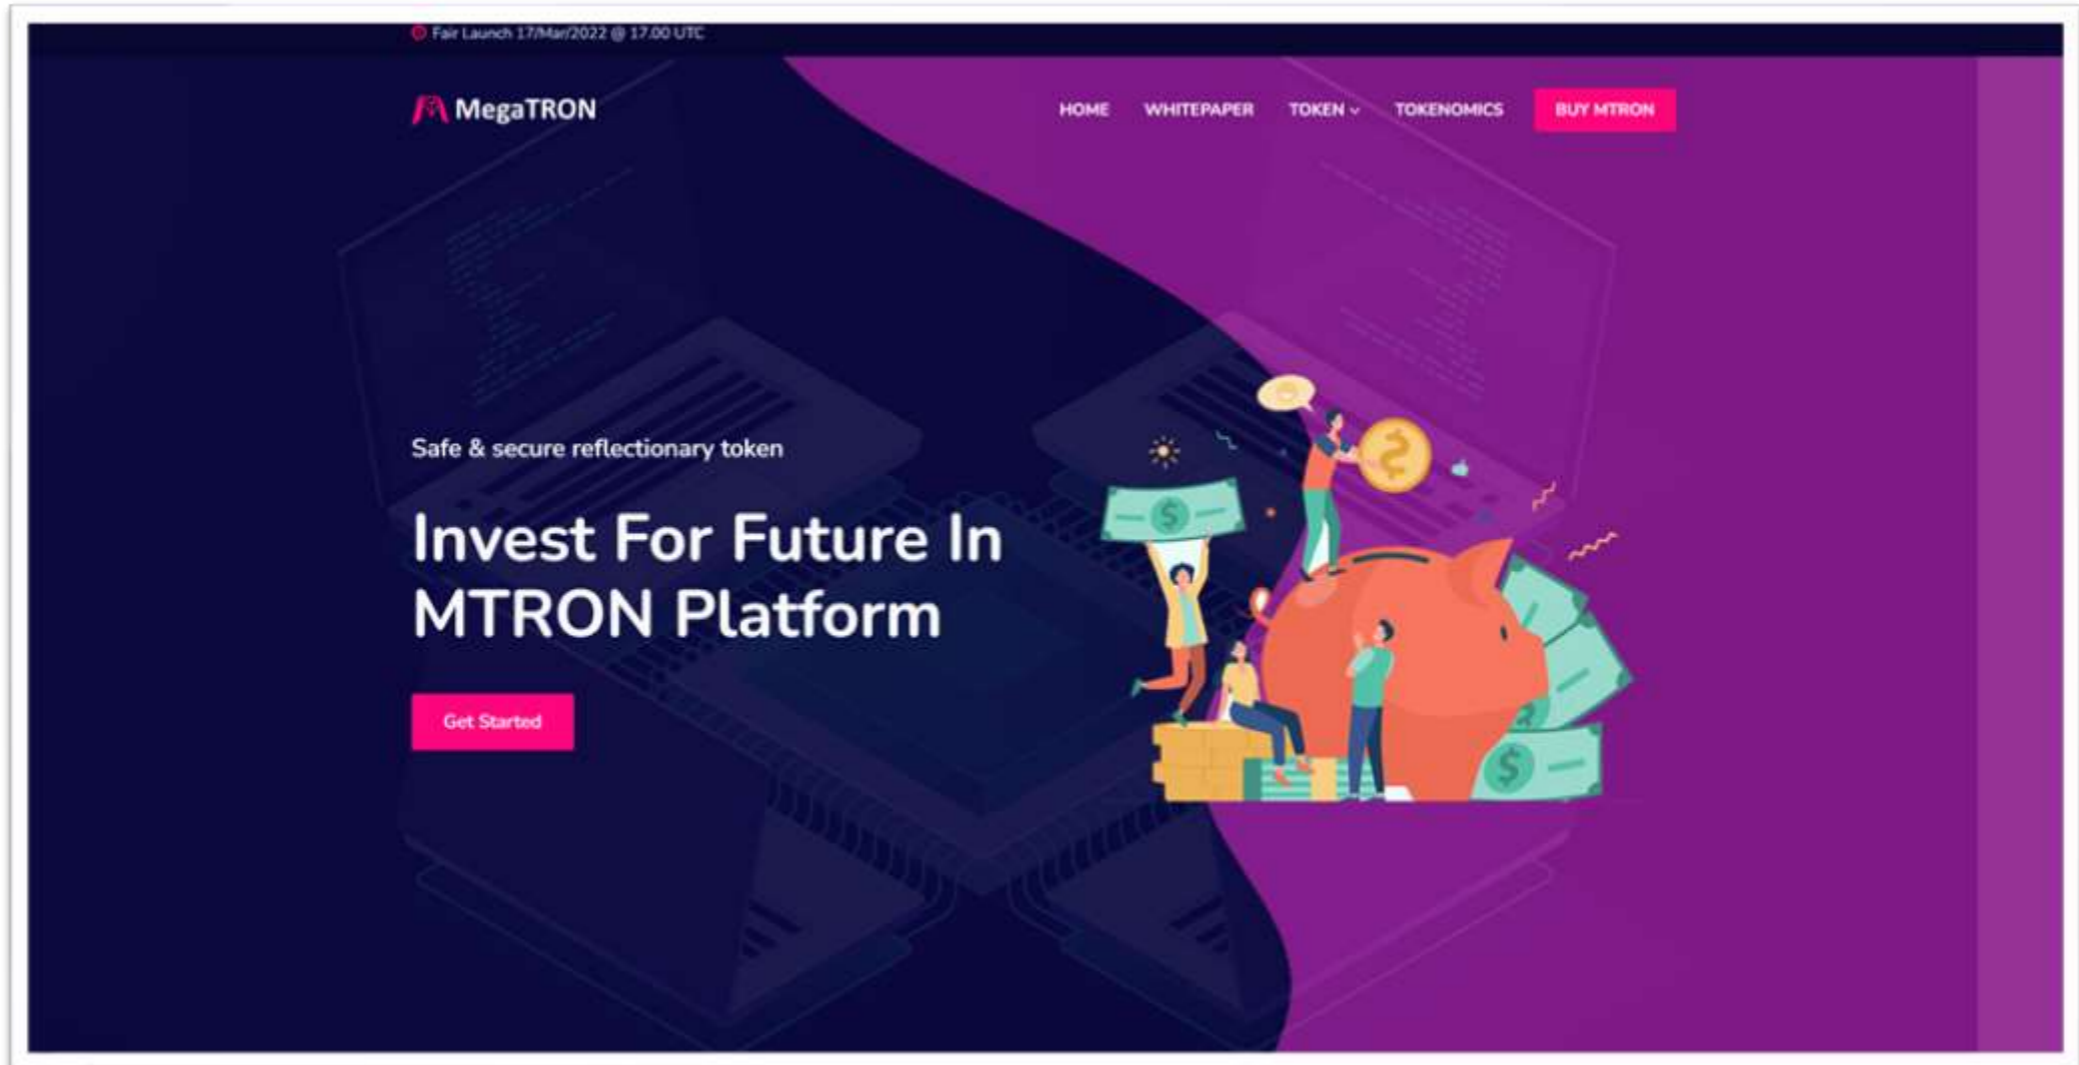 Fair Launch 17/Mar/2022 @ 17.00 UTC
MegaTRON
HOME WHITEPAPER TOKEN TOKENOMICS BUY MTRON
Safe & secure reflectionary token
Invest For Future In
MTRON Platform
Get Started